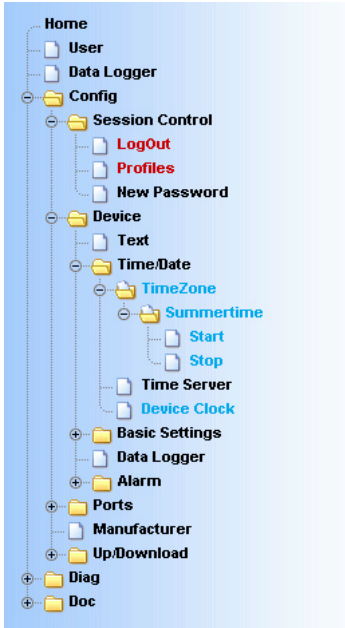 Home
User
Data Logger
Config
Session Control
LogOut
Profiles
New Password
Device
Text
Time/Date
TimeZone
Summertime
Start
Stop
Time Server
Device Clock
Basic Settings
Data Logger
Alarm
Ports
Manufacturer
Up/Download
Diag
Doc